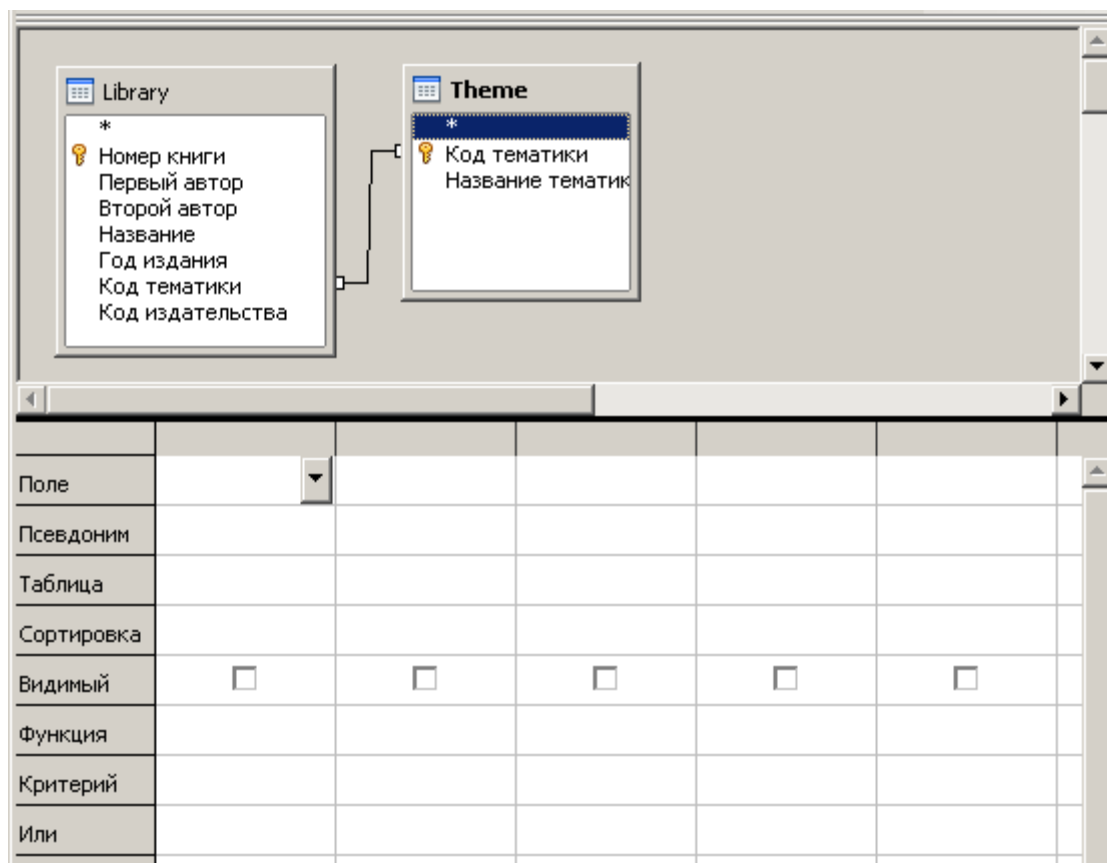 Library
*
Номер книги
Первый автор
Второй автор
Название
Год издания
Код тематики
Код издательства
Theme
*
Код тематики
Название тематик
Поле
Псевдоним
Таблица
Сортировка
Видимый
Функция
Критерий
Или